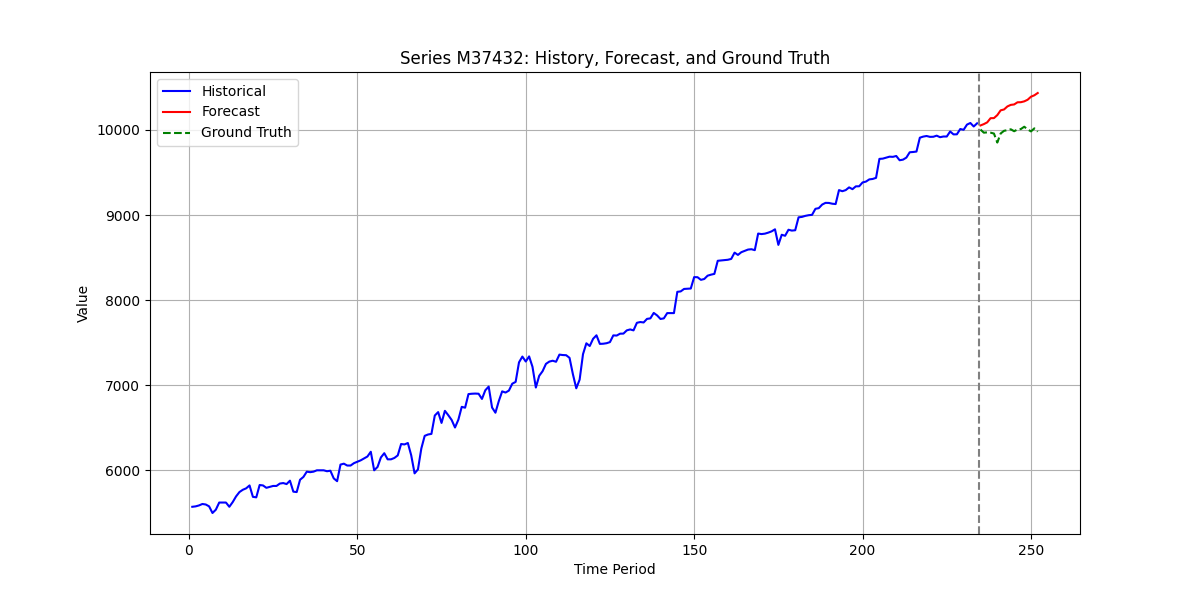 Series M37432: History, Forecast, and Ground Truth
Historical
Forecast
Ground Truth
10000
9000
8000
7000
6000
Value
0 50 100 150 200 250
Time Period